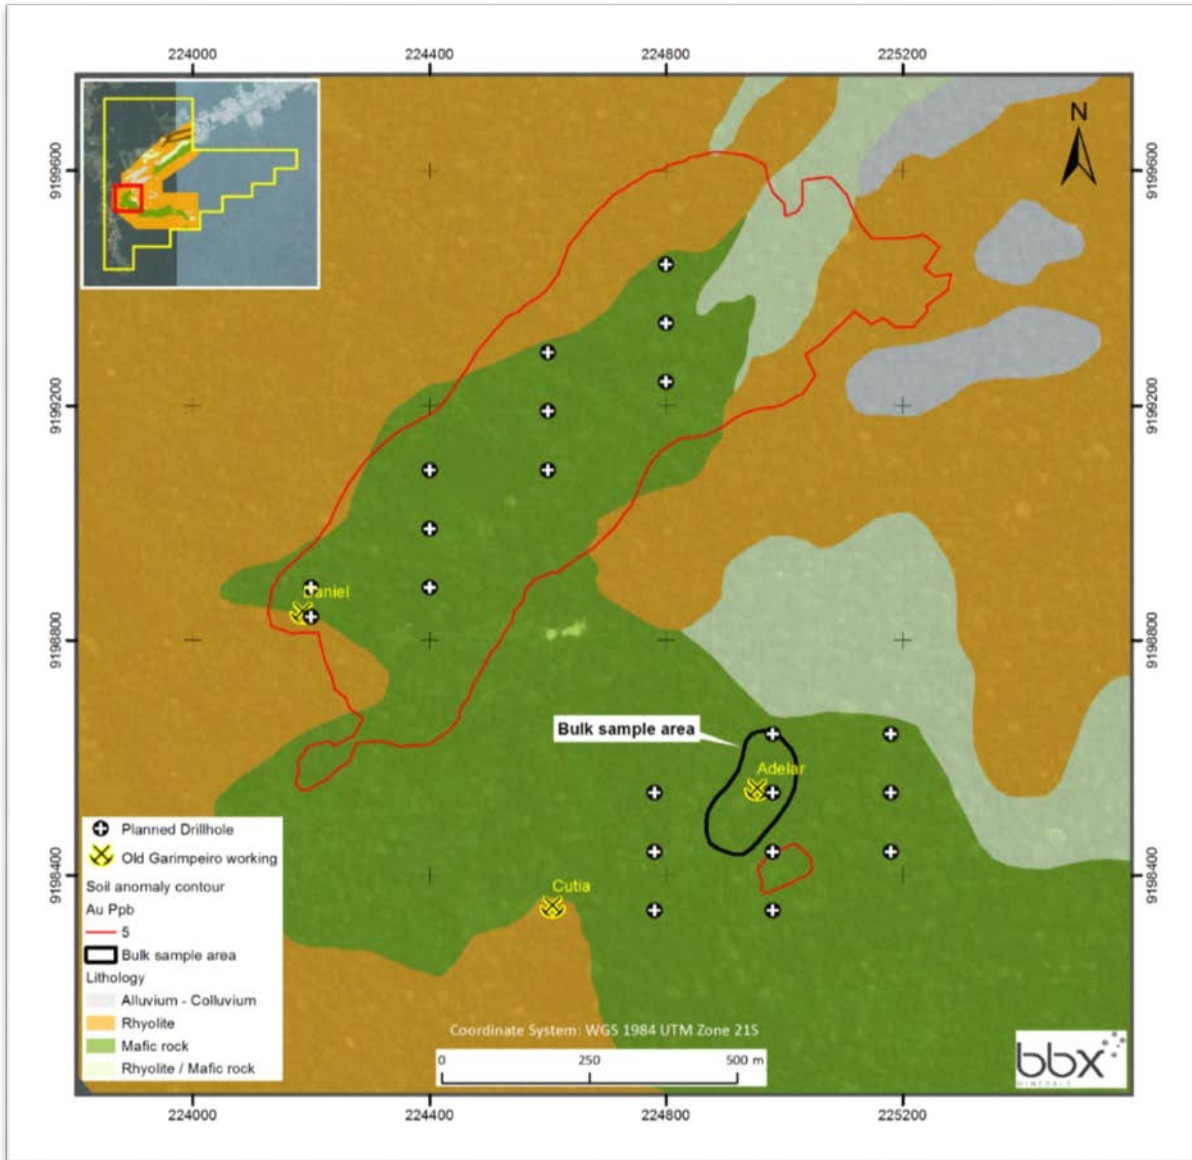 224000 224400 224800 225200
N
9199600 9199600
9199200 9199200
Daniel
9198800 9198800
Bulk sample area
Adelar
9198400 9198400
Cutia
Planned Drillhole
Old Garimpeiro working
Soil anomaly contour
Au Ppb
5
Bulk sample area
Lithology
Alluvium - Colluvium
Rhyolite
Mafic rock
Rhyolite / Mafic rock
Coordinate System: WGS 1984 UTM Zone 21S
0 250 500 m
bbx
MINERALS
224000 224400 224800 225200